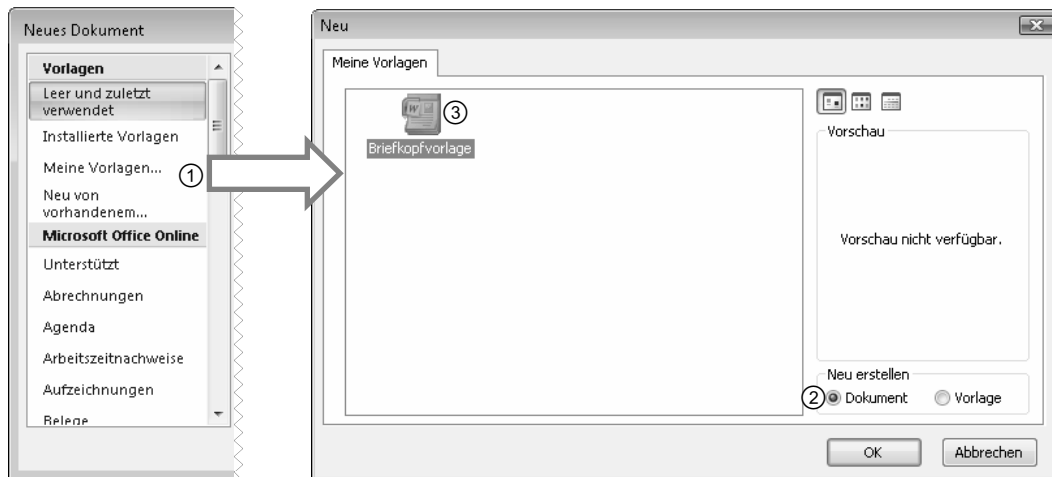 Neues Dokument
Vorlagen
Leer und zuletzt
verwendet
Installierte Vorlagen
Meine Vorlagen...
①
Neu von
vorhandenem...
Microsoft Office Online
Unterstützt
Abrechnungen
Agenda
Arbeitszeitnachweise
Aufzeichnungen
Belege
Neu
Meine Vorlagen
③
Briefkopfvorlage
Vorschau
Vorschau nicht verfügbar.
Neu erstellen
② Dokument
Vorlage
OK
Abbrechen